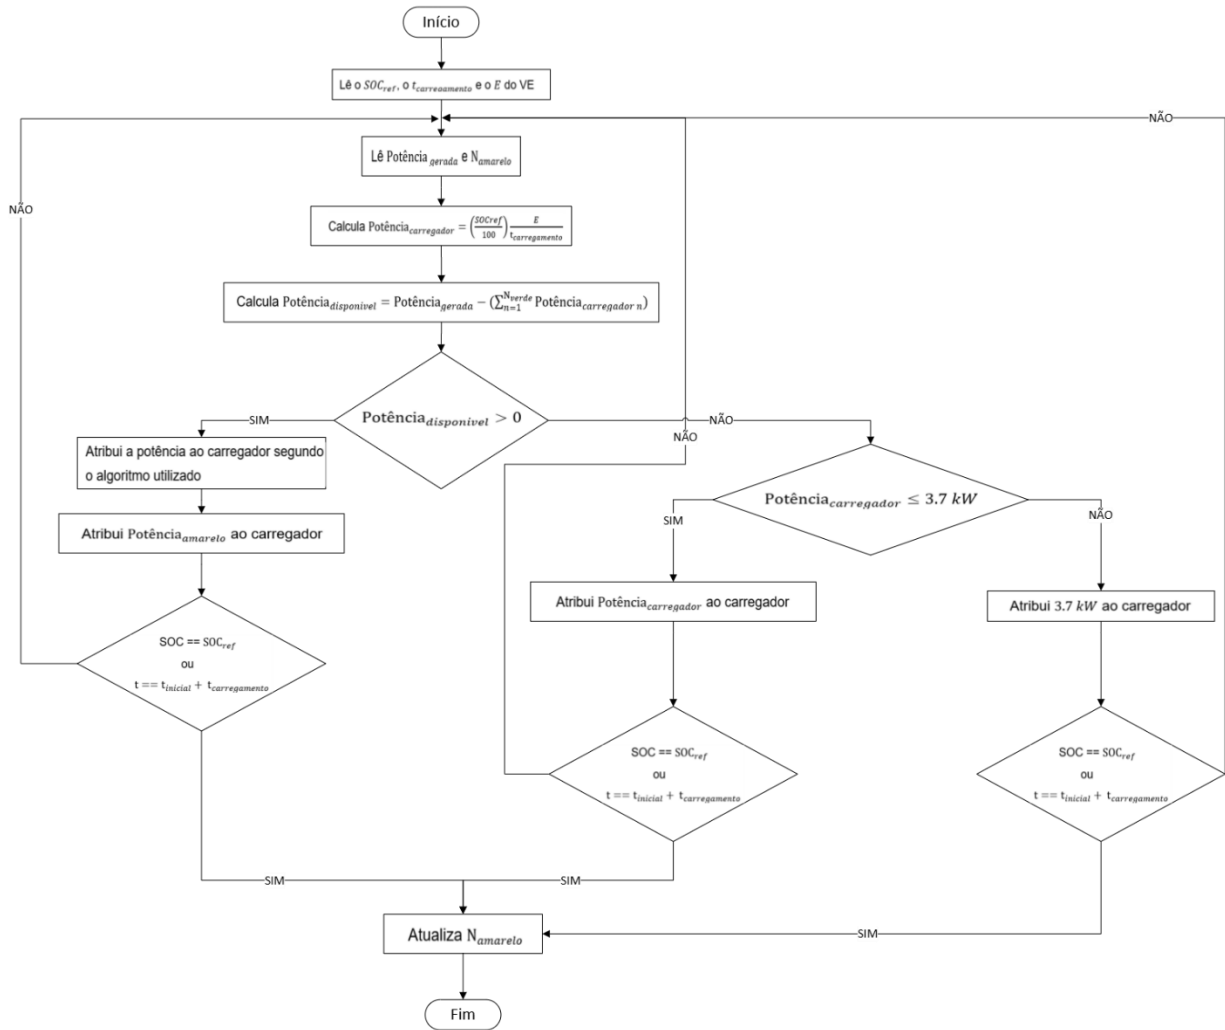 Início
Lê o SOC_ref, o t_carregamento e o E do VE
NÃO
Lê Potência_gerada e N_amarelo
NÃO
Calcula Potência_carregador = (SOCref/100) E/t_carregamento
Calcula Potência_disponivel = Potência_gerada − (∑_{n=1}^{N_verde} Potência_carregador n)
SIM
Potência_disponivel > 0
NÃO
NÃO
Atribui a potência ao carregador segundo
o algoritmo utilizado
Potência_carregador ≤ 3.7 kW
SIM
NÃO
Atribui Potência_amarelo ao carregador
Atribui Potência_carregador ao carregador
Atribui 3.7 kW ao carregador
SOC == SOC_ref
ou
t == t_inicial + t_carregamento
SOC == SOC_ref
ou
t == t_inicial + t_carregamento
SOC == SOC_ref
ou
t == t_inicial + t_carregamento
SIM
SIM
Atualiza N_amarelo
SIM
Fim